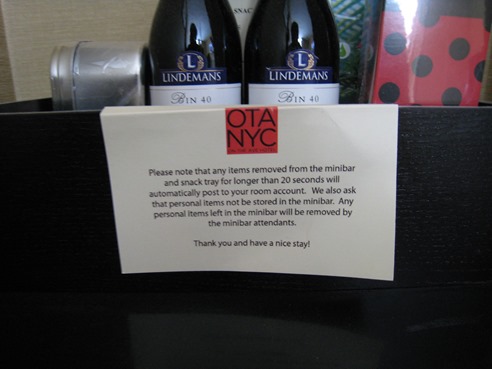 SNAC
L L
LINDEMANS LINDEMANS
BIN 40 BIN 40
OTA
NYC
Please note that any items removed from the minibar
and snack tray for longer than 20 seconds will
automatically post to your room account. We also ask
that personal items not be stored in the minibar. Any
personal items left in the minibar will be removed by
the minibar attendants.
Thank you and have a nice stay!